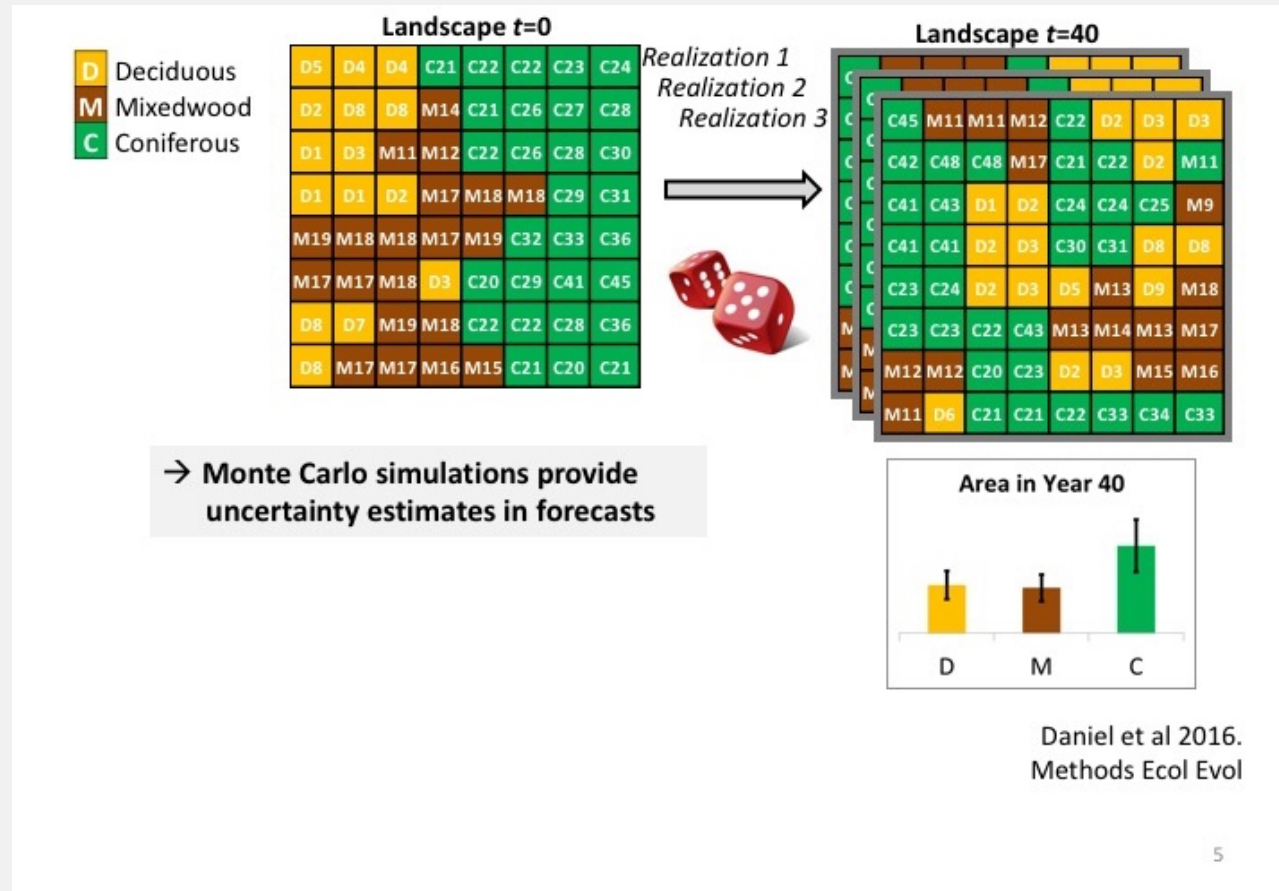 Landscape t=0
D Deciduous
M Mixedwood
C Coniferous
D5 D4 D4 C21 C22 C22 C23 C24
D2 D8 D8 M14 C21 C26 C27 C28
D1 D3 M11 M12 C22 C26 C28 C30
D1 D1 D2 M17 M18 M18 C29 C31
M19 M18 M18 M17 M19 C32 C33 C36
M17 M17 M18 D3 C20 C29 C41 C45
D8 D7 M19 M18 C22 C22 C28 C36
D8 M17 M17 M16 M15 C21 C20 C21
Realization 1
Realization 2
Realization 3
Landscape t=40
C45 M11 M11 M12 C22 D2 D3 D3
C42 C48 C48 M17 C21 C22 D2 M11
C41 C43 D1 D2 C24 C24 C25 M9
C41 C41 D2 D3 C30 C31 D8 D8
C23 C24 D2 D3 D5 M13 D9 M18
C23 C23 C22 C43 M13 M14 M13 M17
M12 M12 C20 C23 D2 D3 M15 M16
M11 D6 C21 C21 C22 C33 C34 C33
→ Monte Carlo simulations provide
uncertainty estimates in forecasts
Area in Year 40
D M C
Daniel et al 2016.
Methods Ecol Evol
5